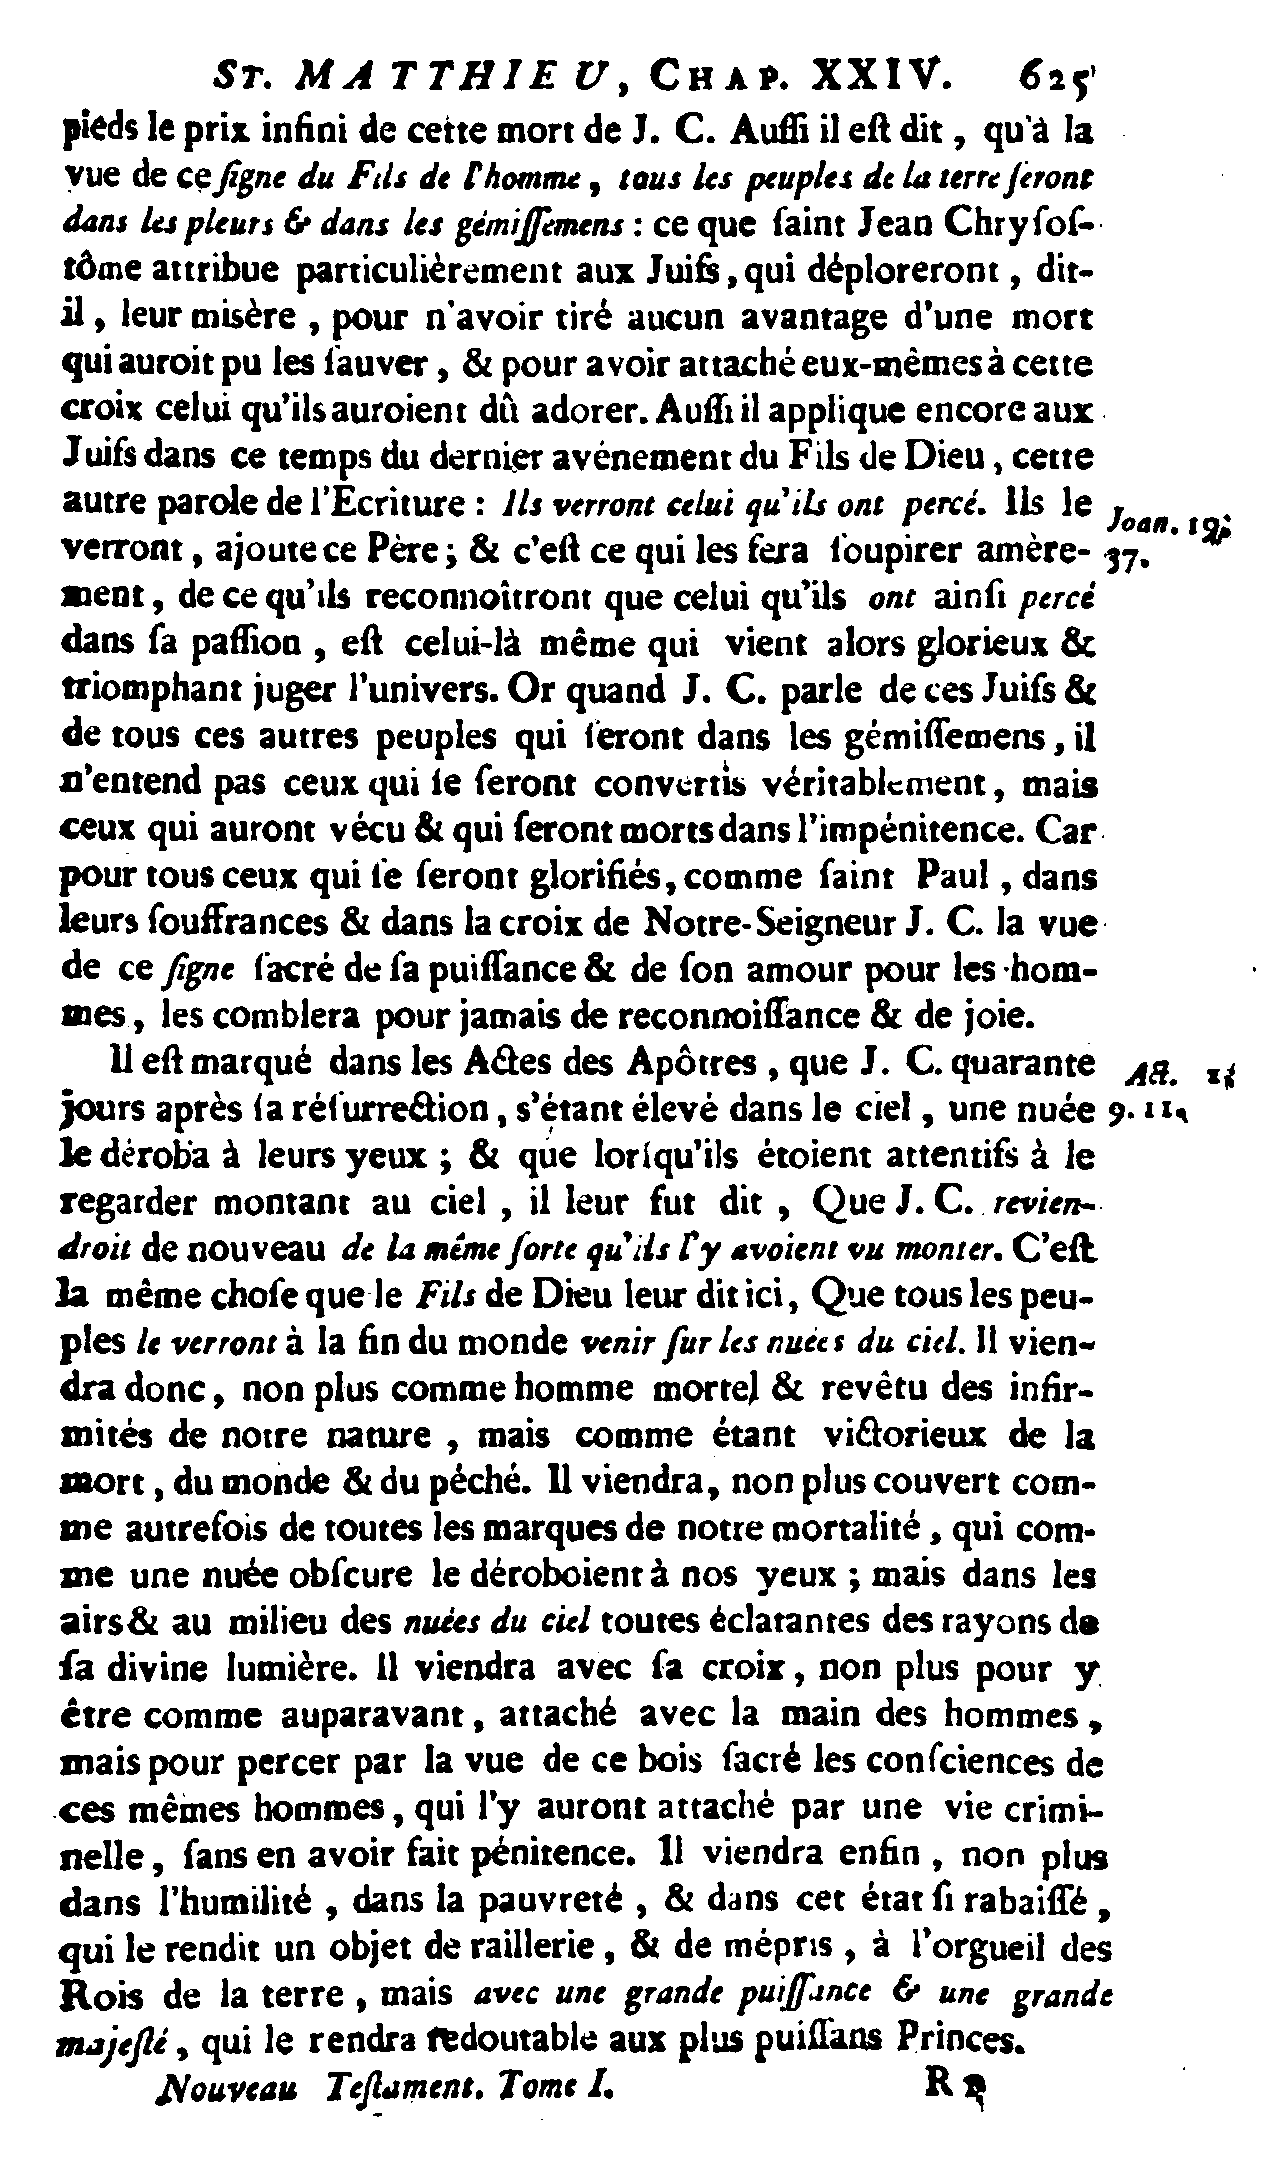 ST. MATTHIEU, CHAP. XXIV. 625
pieds le prix infini de cette mort de J. C. Auſſi il eſt dit, qu'à la
vue de ce ſigne du Fils de l'homme, tous les peuples de la terre ſeront
dans les pleurs & dans les gémiſſemens : ce que ſaint Jean Chryſoſ-
tôme attribue particulièrement aux Juifs, qui déploreront, dit-
il, leur misère, pour n'avoir tiré aucun avantage d'une mort
qui auroit pu les ſauver, & pour avoir attaché eux-mêmes à cette
croix celui qu'ils auroient dû adorer. Auſſi il applique encore aux
Juifs dans ce temps du dernier avénement du Fils de Dieu, cette
autre parole de l'Ecriture : Ils verront celui qu'ils ont percé. Ils le
Joan. 19.
verront, ajoute ce Père ; & c'eſt ce qui les fera ſoupirer amère-
37.
ment, de ce qu'ils reconnoîtront que celui qu'ils ont ainſi percé
dans ſa paſſion, eſt celui-là même qui vient alors glorieux &
triomphant juger l'univers. Or quand J. C. parle de ces Juifs &
de tous ces autres peuples qui ſeront dans les gémiſſemens, il
n'entend pas ceux qui ſe ſeront convertis véritablement, mais
ceux qui auront vécu & qui ſeront morts dans l'impénitence. Car
pour tous ceux qui ſe ſeront glorifiés, comme ſaint Paul, dans
leurs ſouffrances & dans la croix de Notre-Seigneur J. C. la vue
de ce ſigne ſacré de ſa puiſſance & de ſon amour pour les hom-
mes, les comblera pour jamais de reconnoiſſance & de joie.
Il eſt marqué dans les Actes des Apôtres, que J. C. quarante
Act. 1.
jours après ſa réſurrection, s'étant élevé dans le ciel, une nuée
9. 11.
le déroba à leurs yeux ; & que lorſqu'ils étoient attentifs à le
regarder montant au ciel, il leur fut dit, Que J. C. revien-
droit de nouveau de la même ſorte qu'ils l'y avoient vu monter. C'eſt
la même choſe que le Fils de Dieu leur dit ici, Que tous les peu-
ples le verront à la fin du monde venir ſur les nuées du ciel. Il vien-
dra donc, non plus comme homme mortel & revêtu des infir-
mités de notre nature, mais comme étant victorieux de la
mort, du monde & du péché. Il viendra, non plus couvert com-
me autrefois de toutes les marques de notre mortalité, qui com-
me une nuée obſcure le déroboient à nos yeux ; mais dans les
airs & au milieu des nuées du ciel toutes éclatantes des rayons de
ſa divine lumière. Il viendra avec ſa croix, non plus pour y
être comme auparavant, attaché avec la main des hommes,
mais pour percer par la vue de ce bois ſacré les conſciences de
ces mêmes hommes, qui l'y auront attaché par une vie crimi-
nelle, ſans en avoir fait pénitence. Il viendra enfin, non plus
dans l'humilité, dans la pauvreté, & dans cet état ſi rabaiſſé,
qui le rendit un objet de raillerie, & de mépris, à l'orgueil des
Rois de la terre, mais avec une grande puiſſance & une grande
majeſté, qui le rendra redoutable aux plus puiſſans Princes.
Nouveau Teſtament. Tome I. R